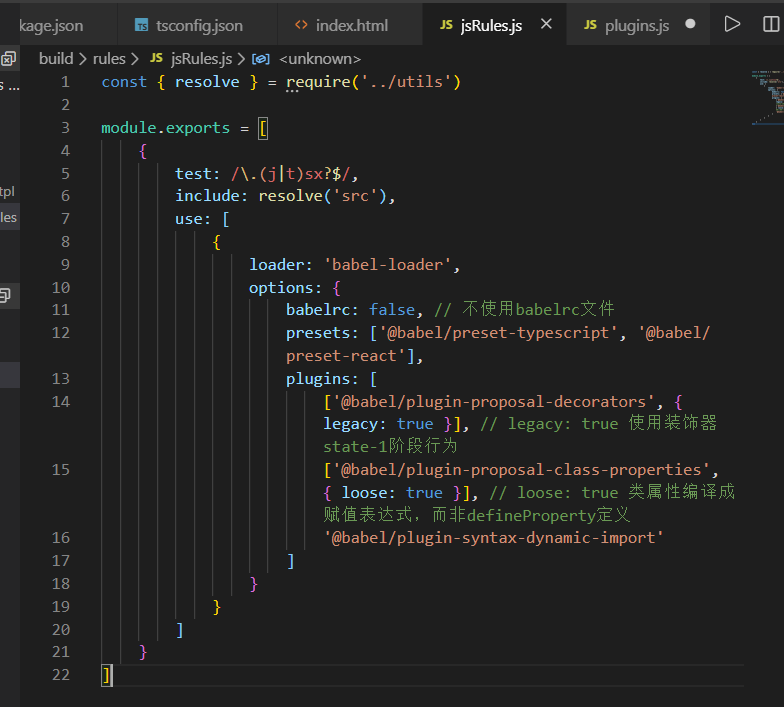 kage.json
tsconfig.json
index.html
JS jsRules.js
JS plugins.js
build > rules > JS jsRules.js > <unknown>
s ...
tpl
les
1 const { resolve } = require('../utils')
2
3 module.exports = [
4 {
5 test: /\.(j|t)sx?$/,
6 include: resolve('src'),
7 use: [
8 {
9 loader: 'babel-loader',
10 options: {
11 babelrc: false, // 不使用babelrc文件
12 presets: ['@babel/preset-typescript', '@babel/
preset-react'],
13 plugins: [
14 ['@babel/plugin-proposal-decorators', {
legacy: true }], // legacy: true 使用装饰器
state-1阶段行为
15 ['@babel/plugin-proposal-class-properties',
{ loose: true }], // loose: true 类属性编译成
赋值表达式，而非defineProperty定义
16 '@babel/plugin-syntax-dynamic-import'
17 ]
18 }
19 }
20 ]
21 }
22 ]